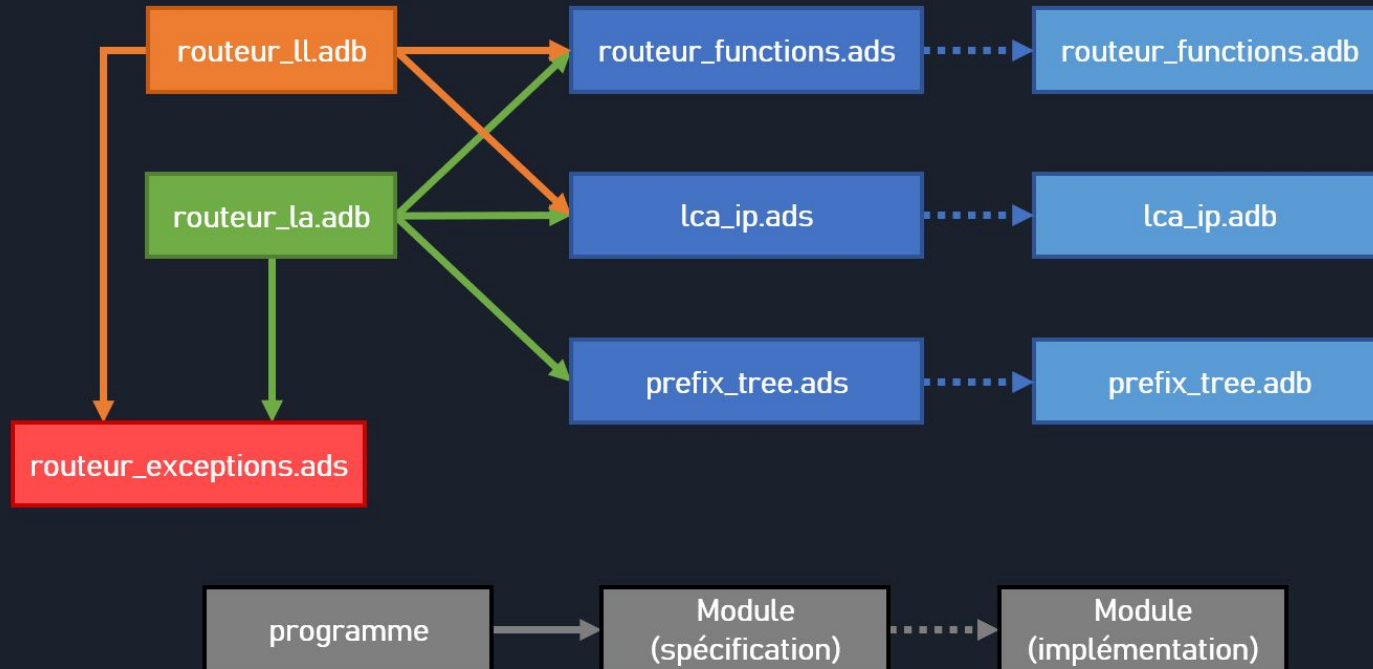 routeur_ll.adb
routeur_functions.ads
routeur_functions.adb
routeur_la.adb
lca_ip.ads
lca_ip.adb
prefix_tree.ads
prefix_tree.adb
routeur_exceptions.ads
programme
Module
(spécification)
Module
(implémentation)